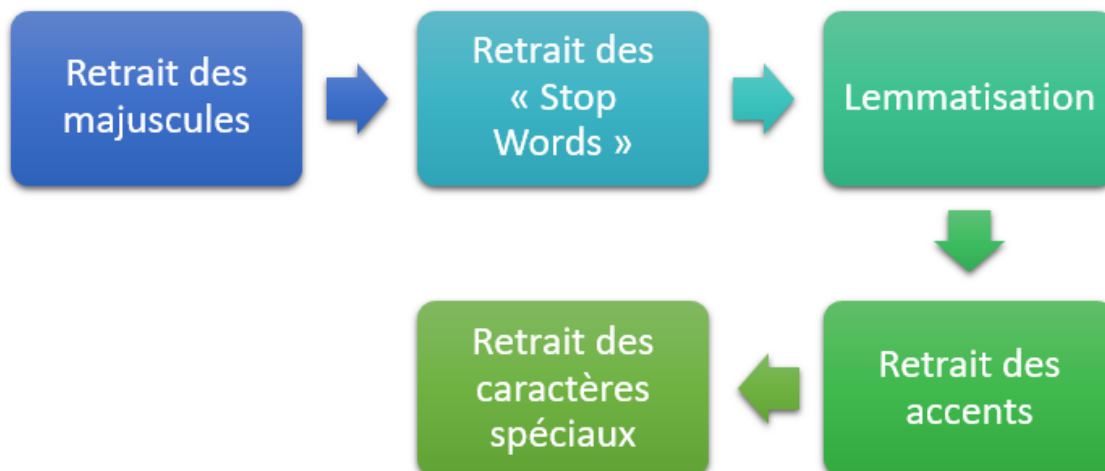 Retrait des
majuscules
Retrait des
« Stop
Words »
Lemmatisation
Retrait des
accents
Retrait des
caractères
spéciaux